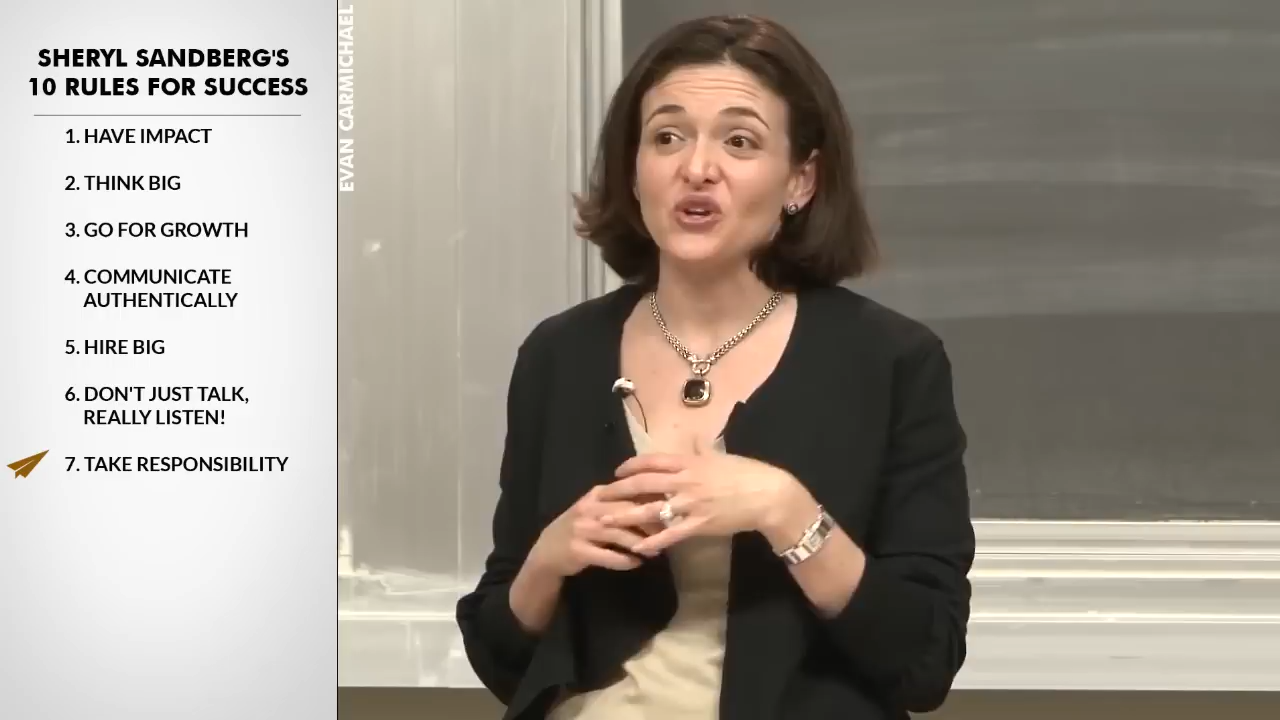 SHERYL SANDBERG'S
10 RULES FOR SUCCESS
1. HAVE IMPACT
2. THINK BIG
3. GO FOR GROWTH
4. COMMUNICATE
AUTHENTICALLY
5. HIRE BIG
6. DON'T JUST TALK,
REALLY LISTEN!
7. TAKE RESPONSIBILITY
EVAN CARMICHAEL